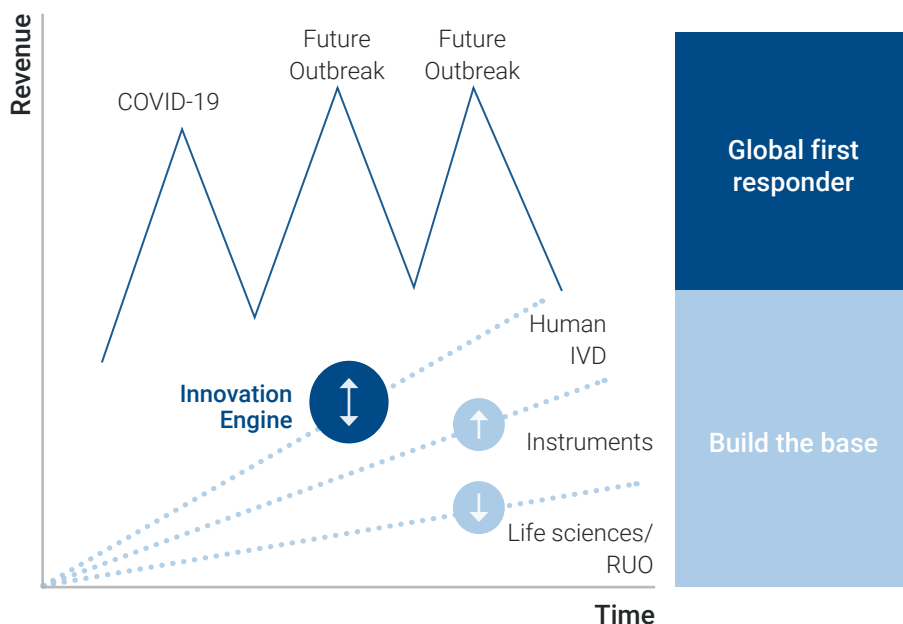 Revenue
COVID-19
Future
Outbreak
Future
Outbreak
Global first
responder
Human
IVD
Innovation
Engine
Instruments
Build the base
Life sciences/
RUO
Time